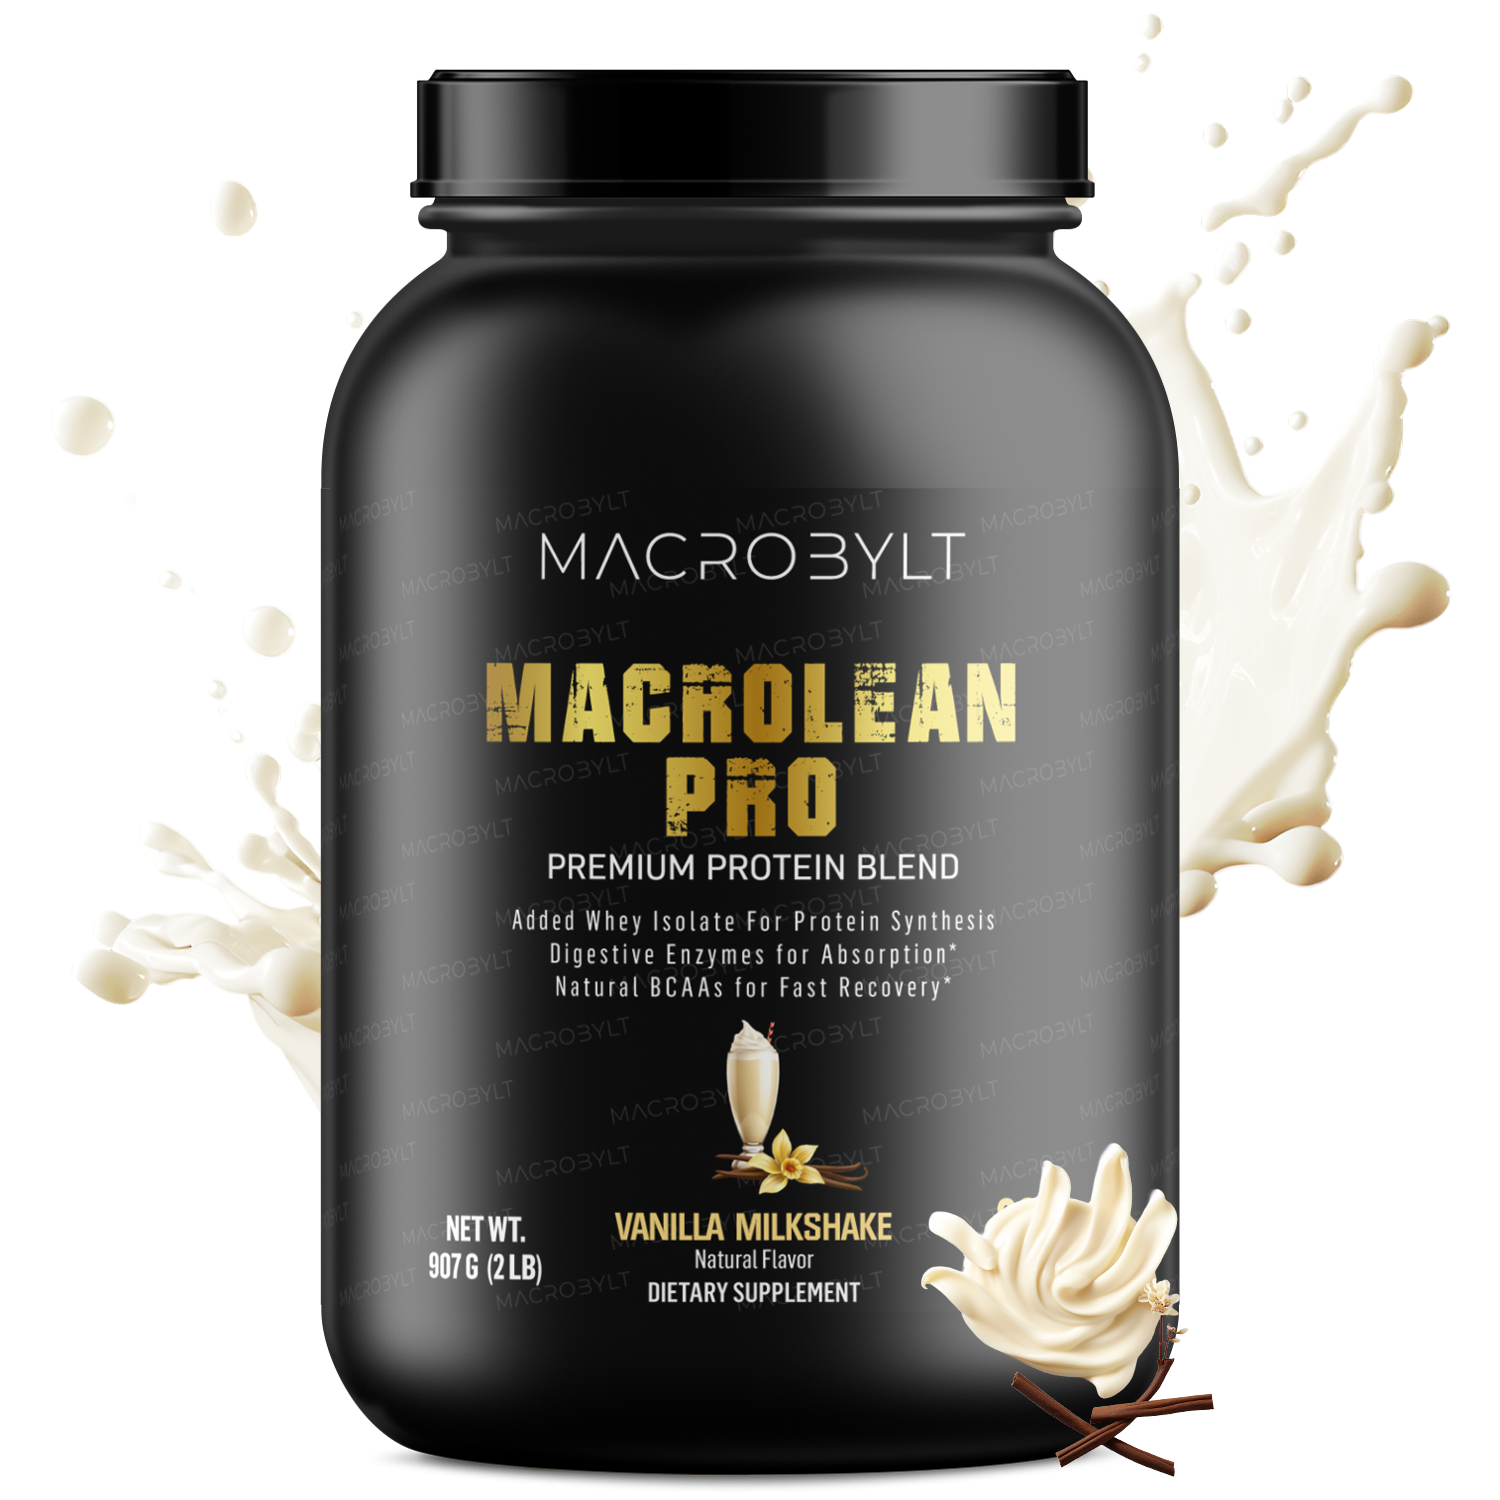 MACROBYLT
MACROLEAN
PRO
PREMIUM PROTEIN BLEND
Added Whey Isolate For Protein Synthesis
Digestive Enzymes for Absorption*
Natural BCAAs for Fast Recovery*
NET WT.
907 G (2 LB)
VANILLA MILKSHAKE
Natural Flavor
DIETARY SUPPLEMENT